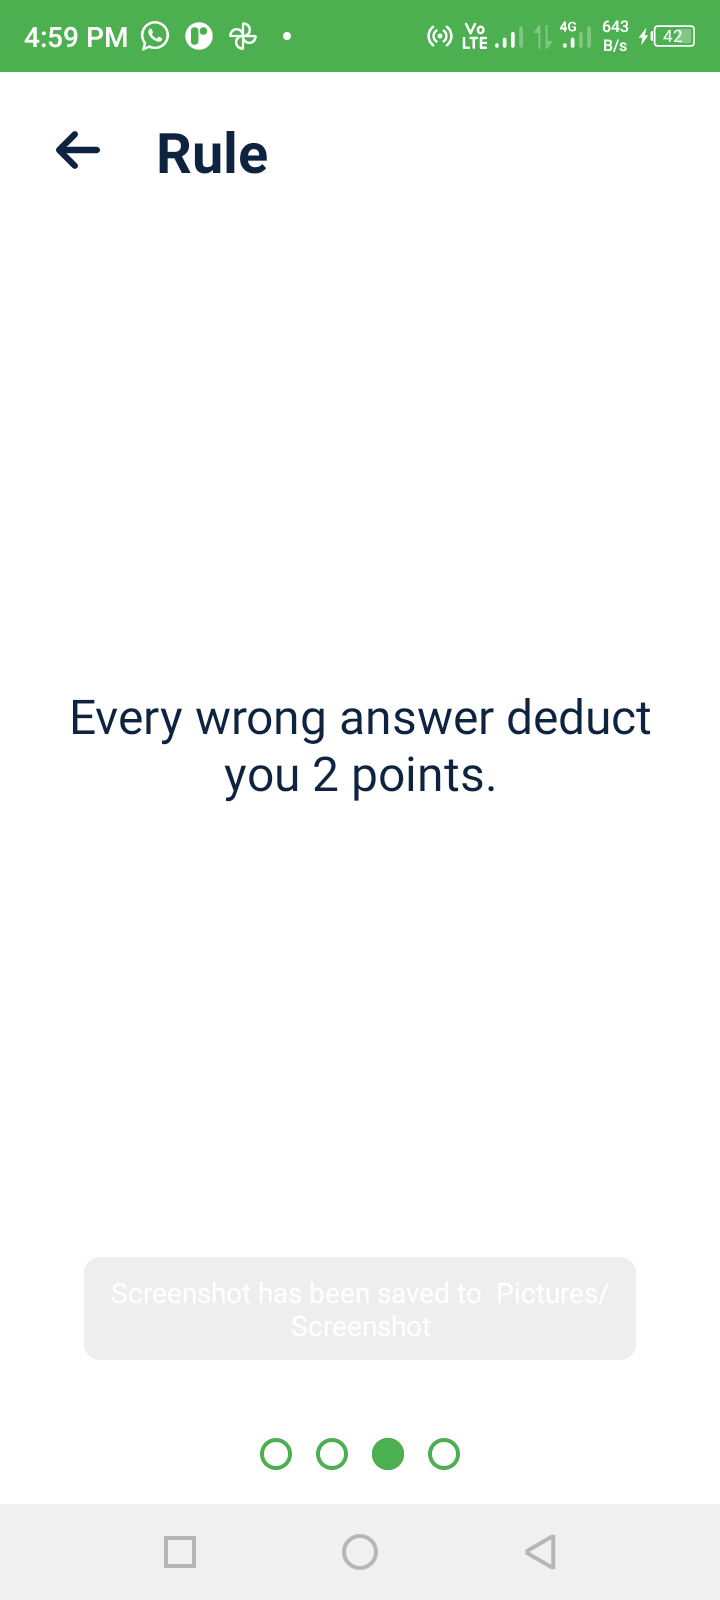 4:59 PM Vo LTE 4G 643 B/s 42
Rule
Every wrong answer deduct
you 2 points.
Screenshot has been saved to Pictures/
Screenshot